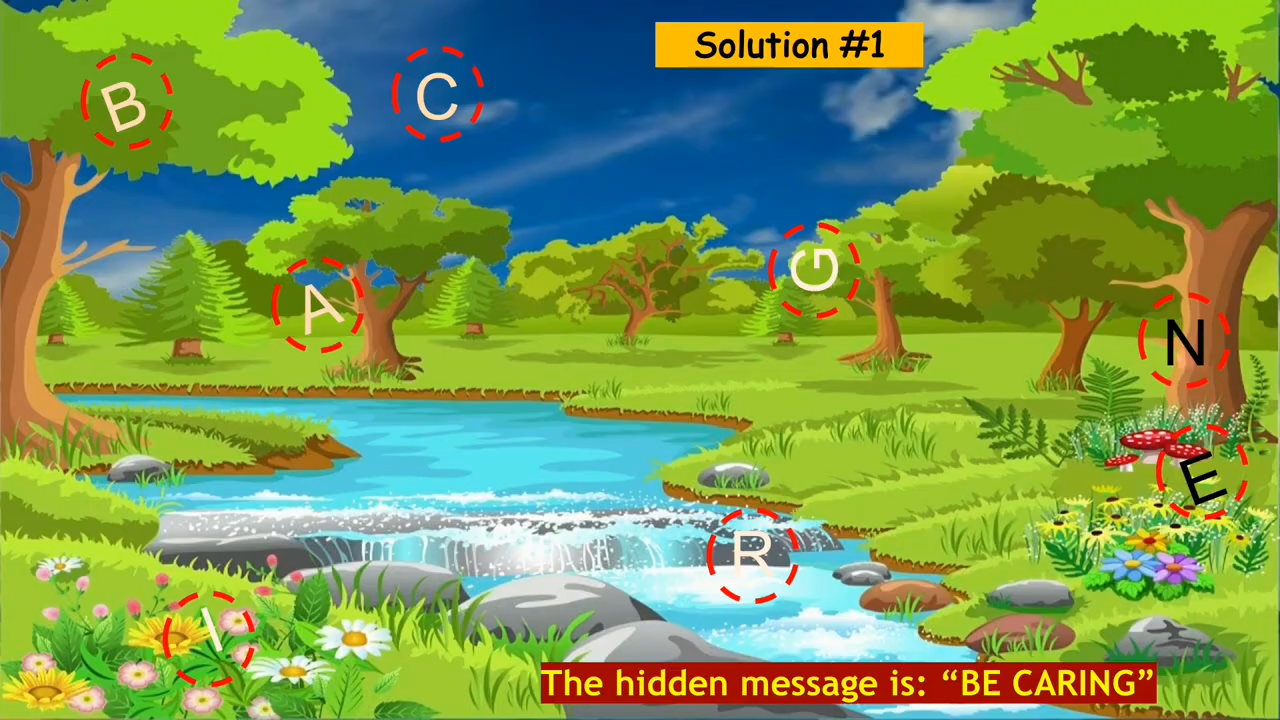 Solution #1
B
C
A
G
N
E
R
I
The hidden message is: “BE CARING”